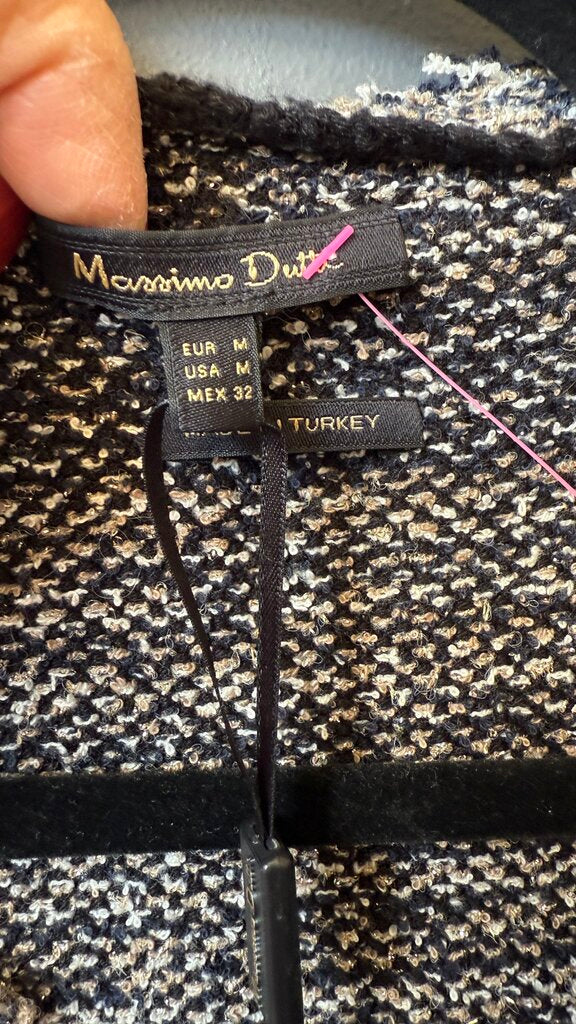 Massimo Dutti
EUR M
USA M
MEX 32
TURKEY